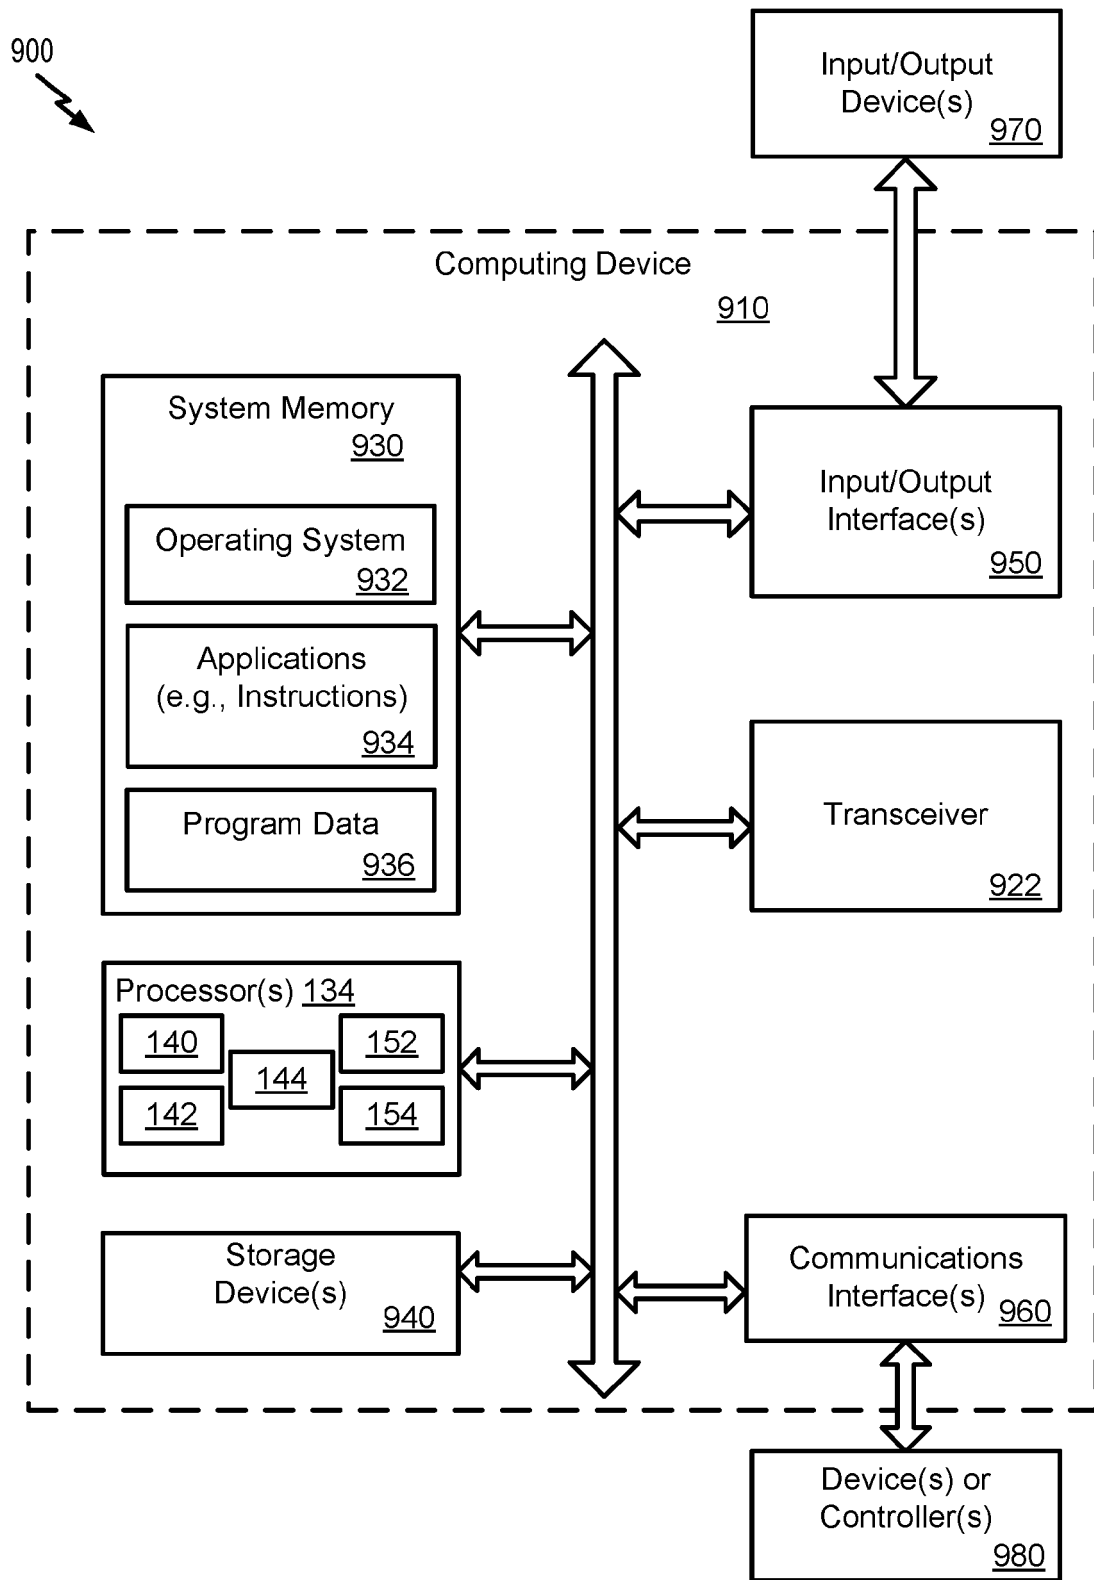 900
Input/Output
Device(s)
970
Computing Device
910
System Memory
930
Operating System
932
Applications
(e.g., Instructions)
934
Program Data
936
Input/Output
Interface(s)
950
Transceiver
922
Processor(s) 134
140
152
144
142
154
Storage
Device(s)
940
Communications
Interface(s)
960
Device(s) or
Controller(s)
980